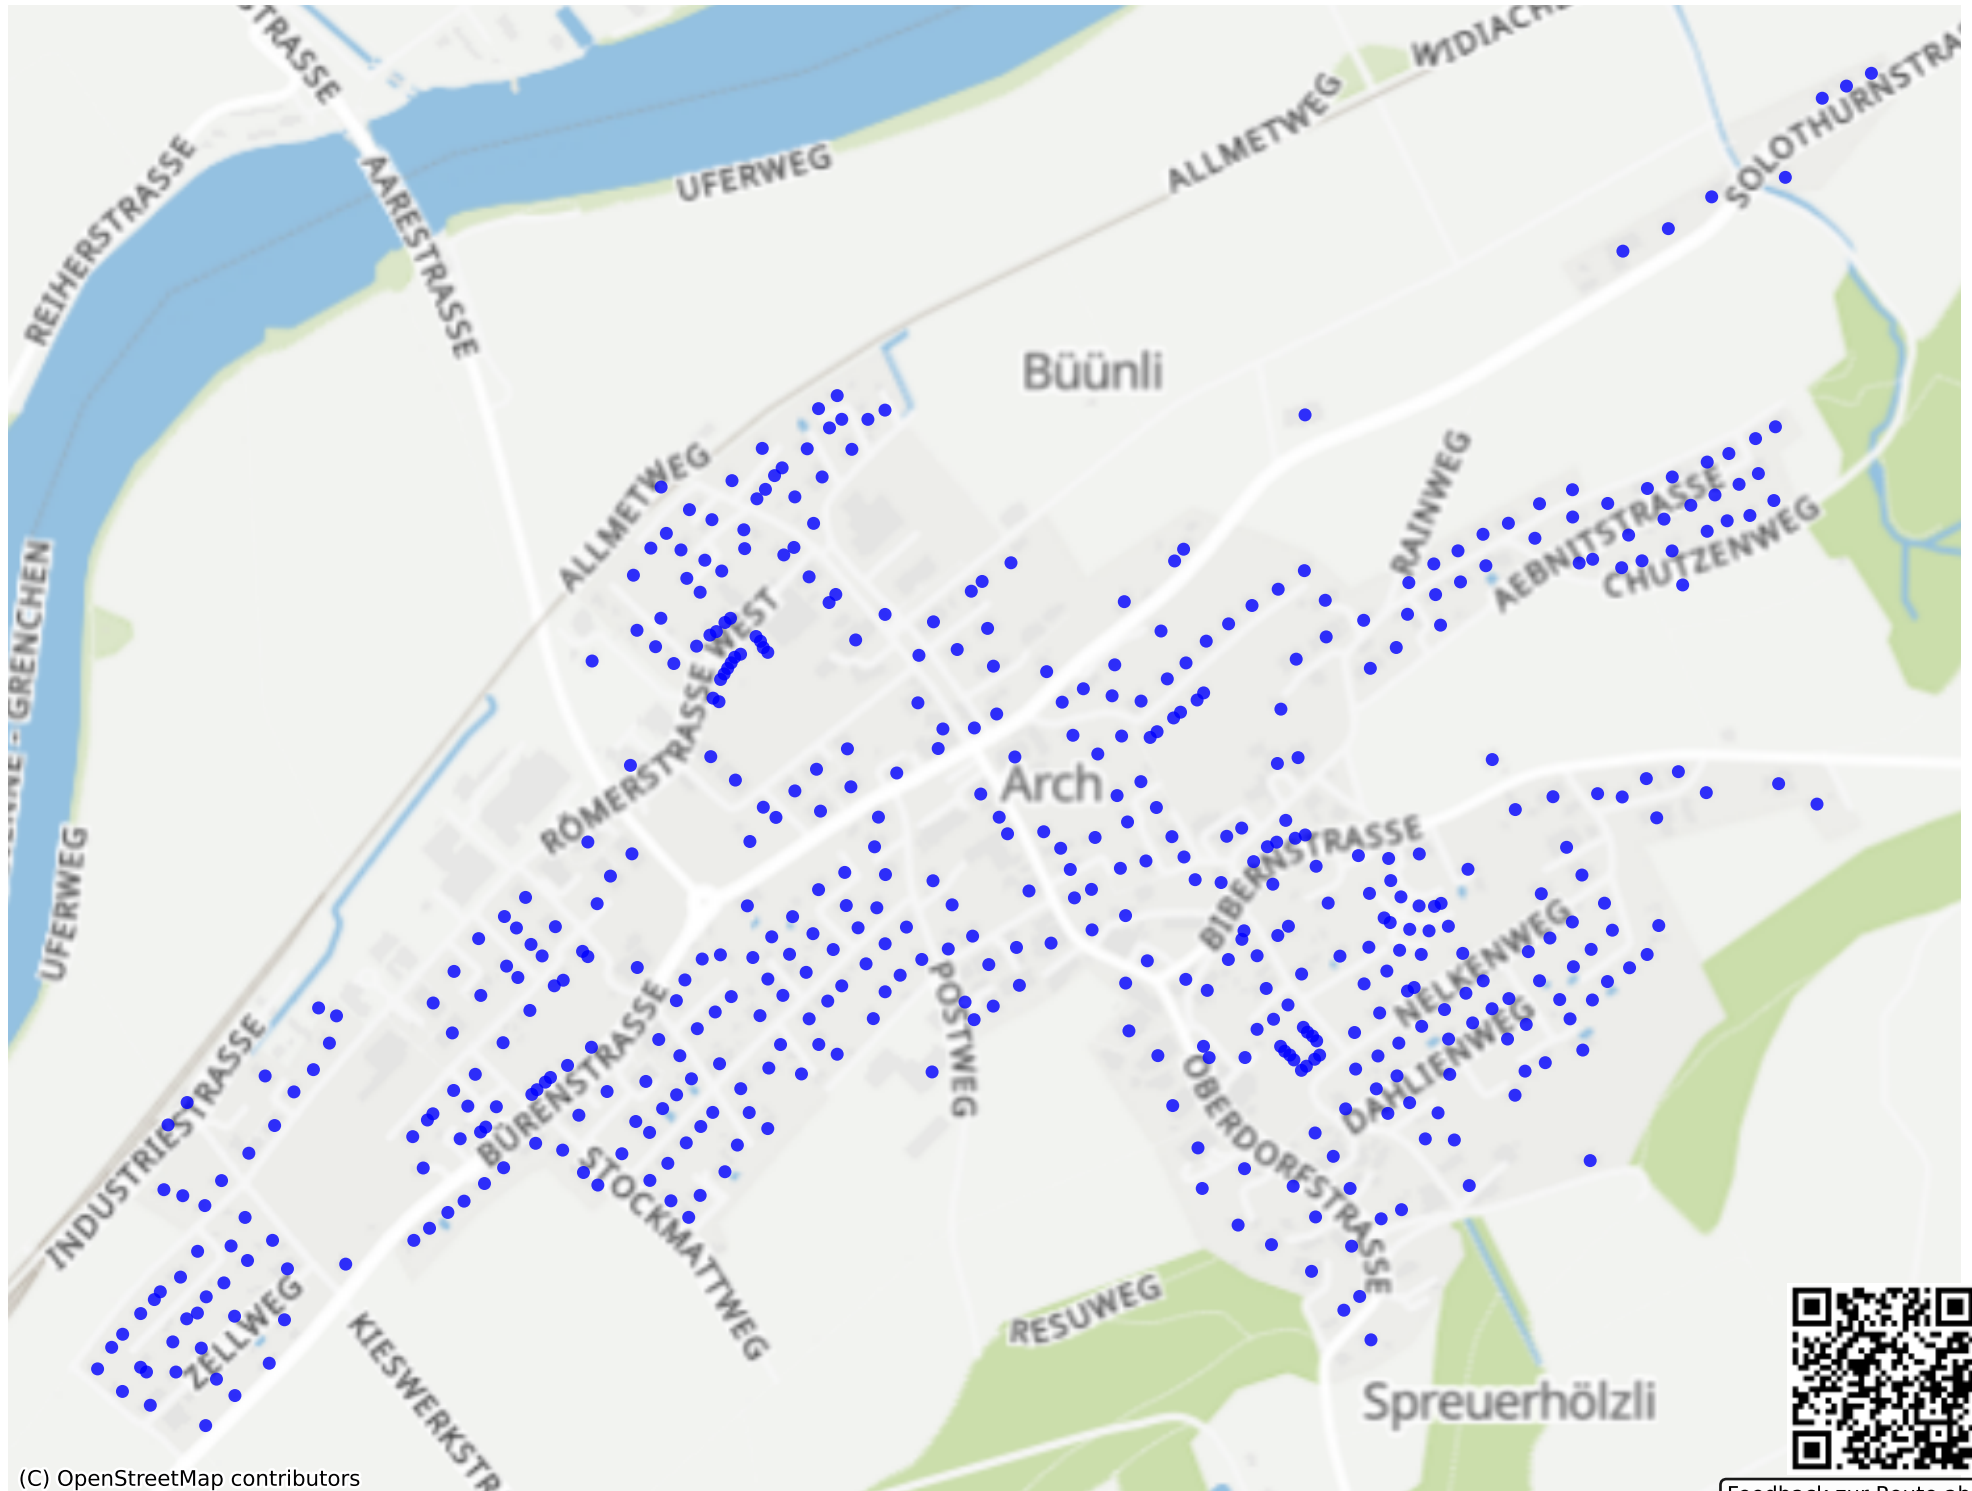 AARESTRASSE
REIHERSTRASSE
UFERWEG
ALLMETWEG
SOLOTHURNSTRA
Büünli
ALLMETWEG
RAINWEG
AEBNITSTRASSE
CHUTZENWEG
- GRENCHEN
RÖMERSTRASSE WEST
Arch
BIBERNSTRASSE
UFERWEG
NELKENWEG
DAHLIENWEG
POSTWEG
BÜRENSTRASSE
INDUSTRIESTRASSE
OBERDORFSTRASSE
STOCKMATTWEG
ZELLWEG
RESUWEG
KIESWERKSTR
Spreuerhölzli
(C) OpenStreetMap contributors